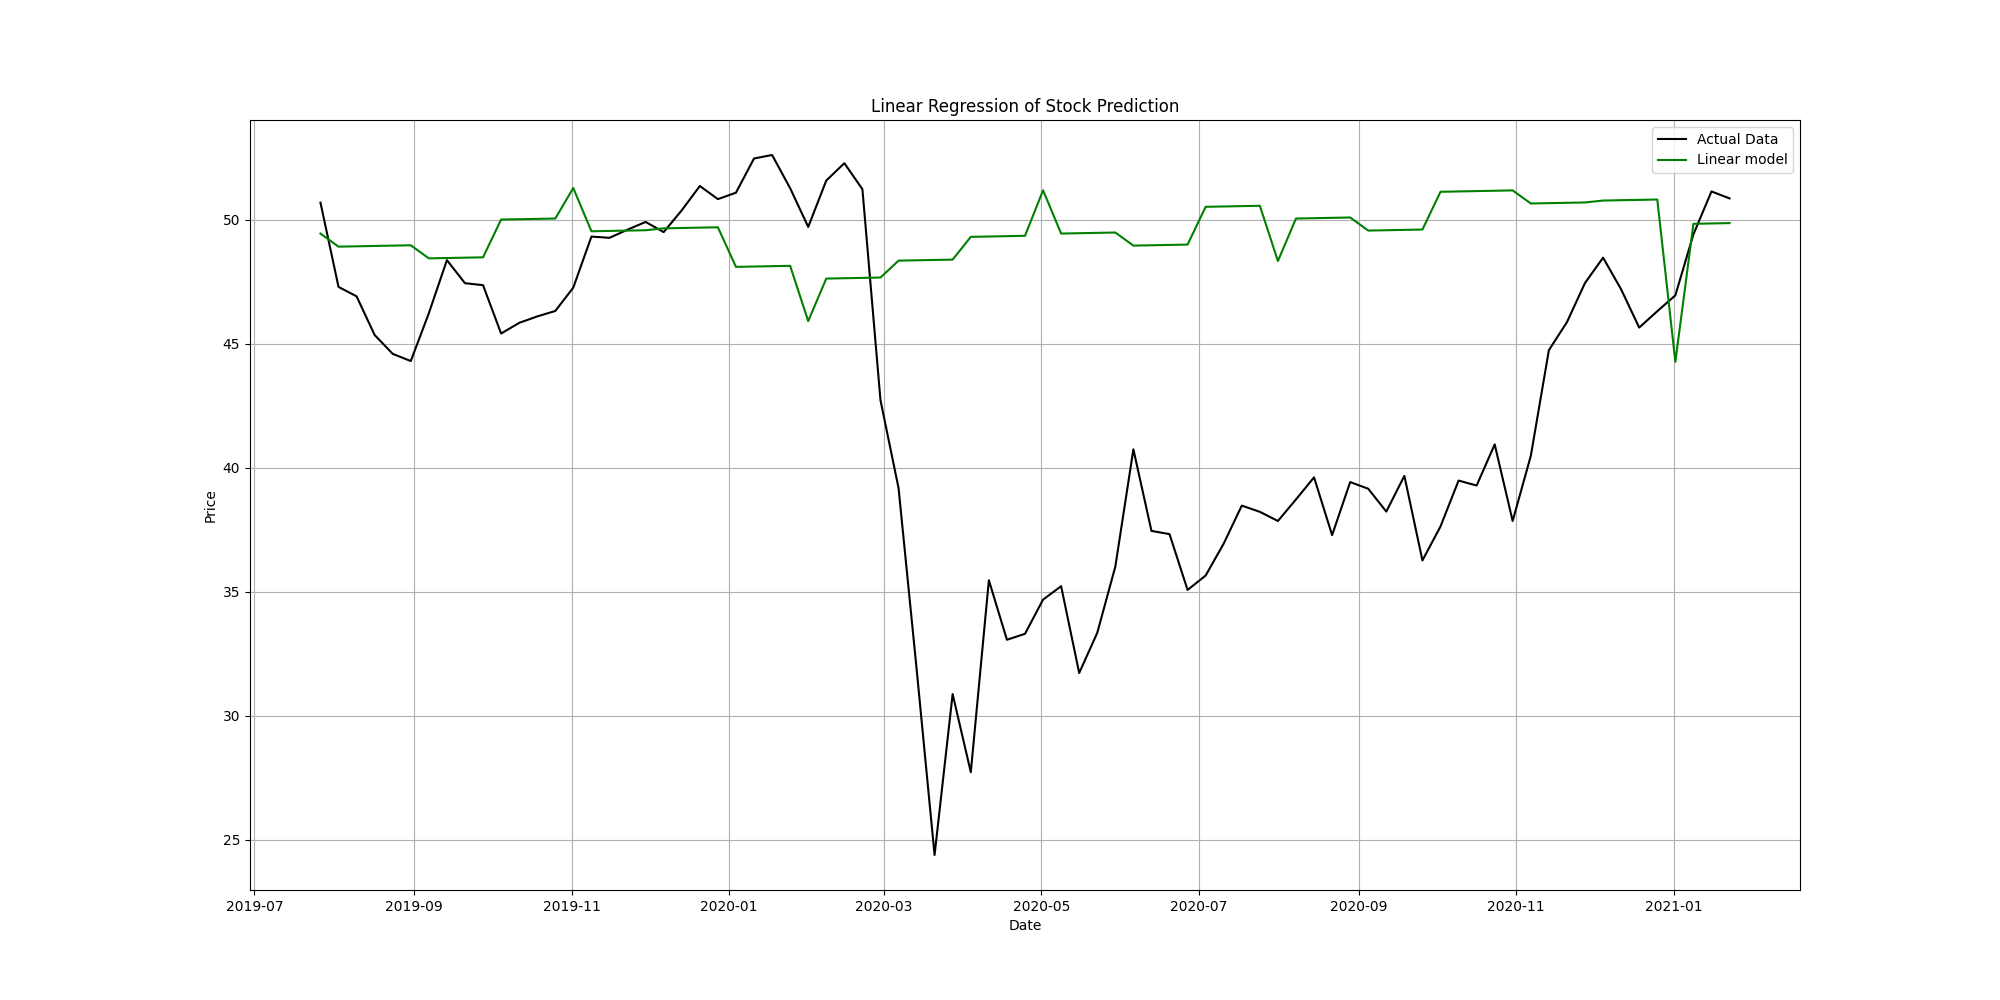 Linear Regression of Stock Prediction
Actual Data
Linear model
50
45
40
35
30
25
Price
2019-07 2019-09 2019-11 2020-01 2020-03 2020-05 2020-07 2020-09 2020-11 2021-01
Date